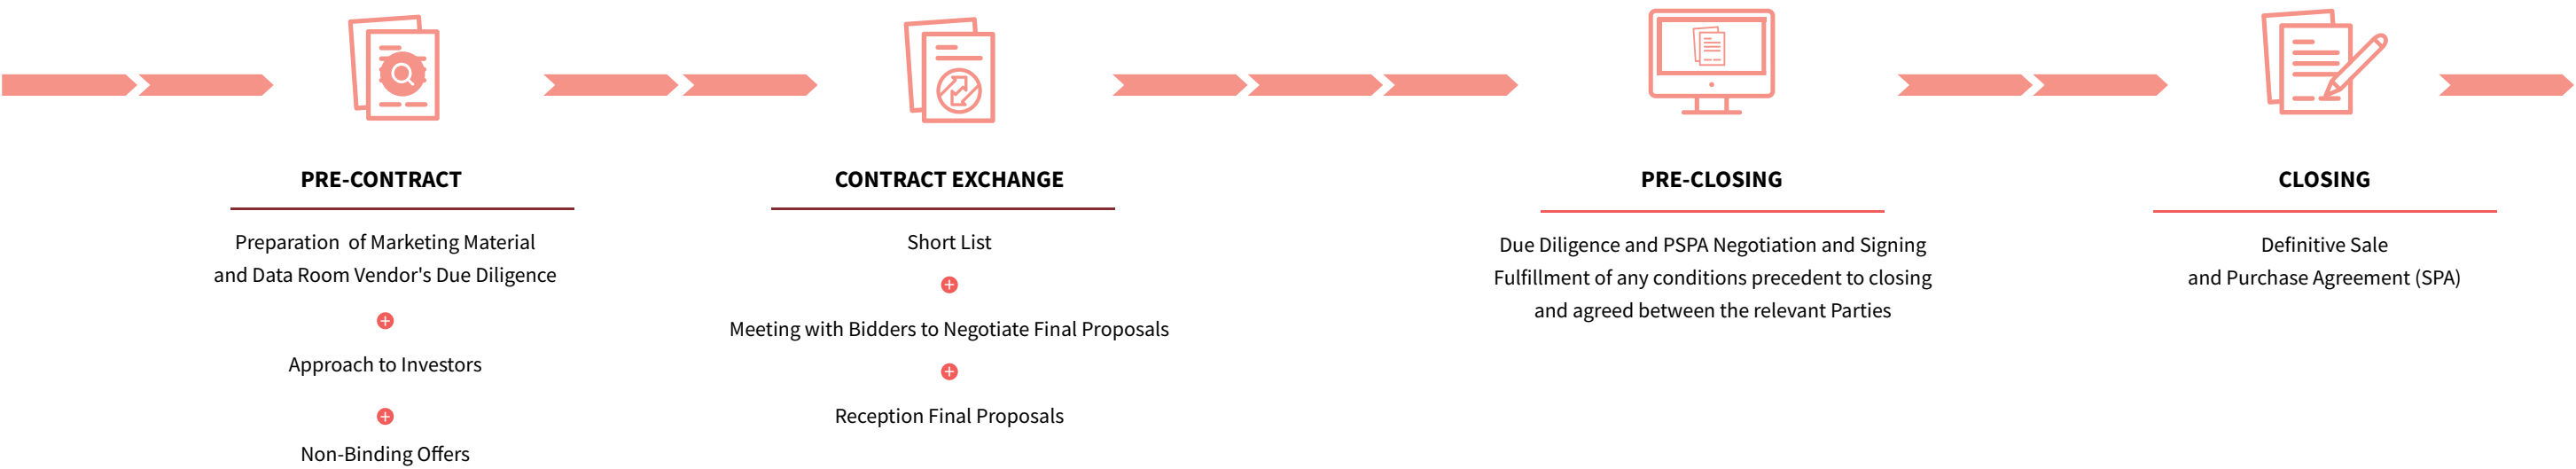 PRE-CONTRACT
Preparation of Marketing Material
and Data Room Vendor's Due Diligence
Approach to Investors
Non-Binding Offers
CONTRACT EXCHANGE
Short List
Meeting with Bidders to Negotiate Final Proposals
Reception Final Proposals
PRE-CLOSING
Due Diligence and PSPA Negotiation and Signing
Fulfillment of any conditions precedent to closing
and agreed between the relevant Parties
CLOSING
Definitive Sale
and Purchase Agreement (SPA)